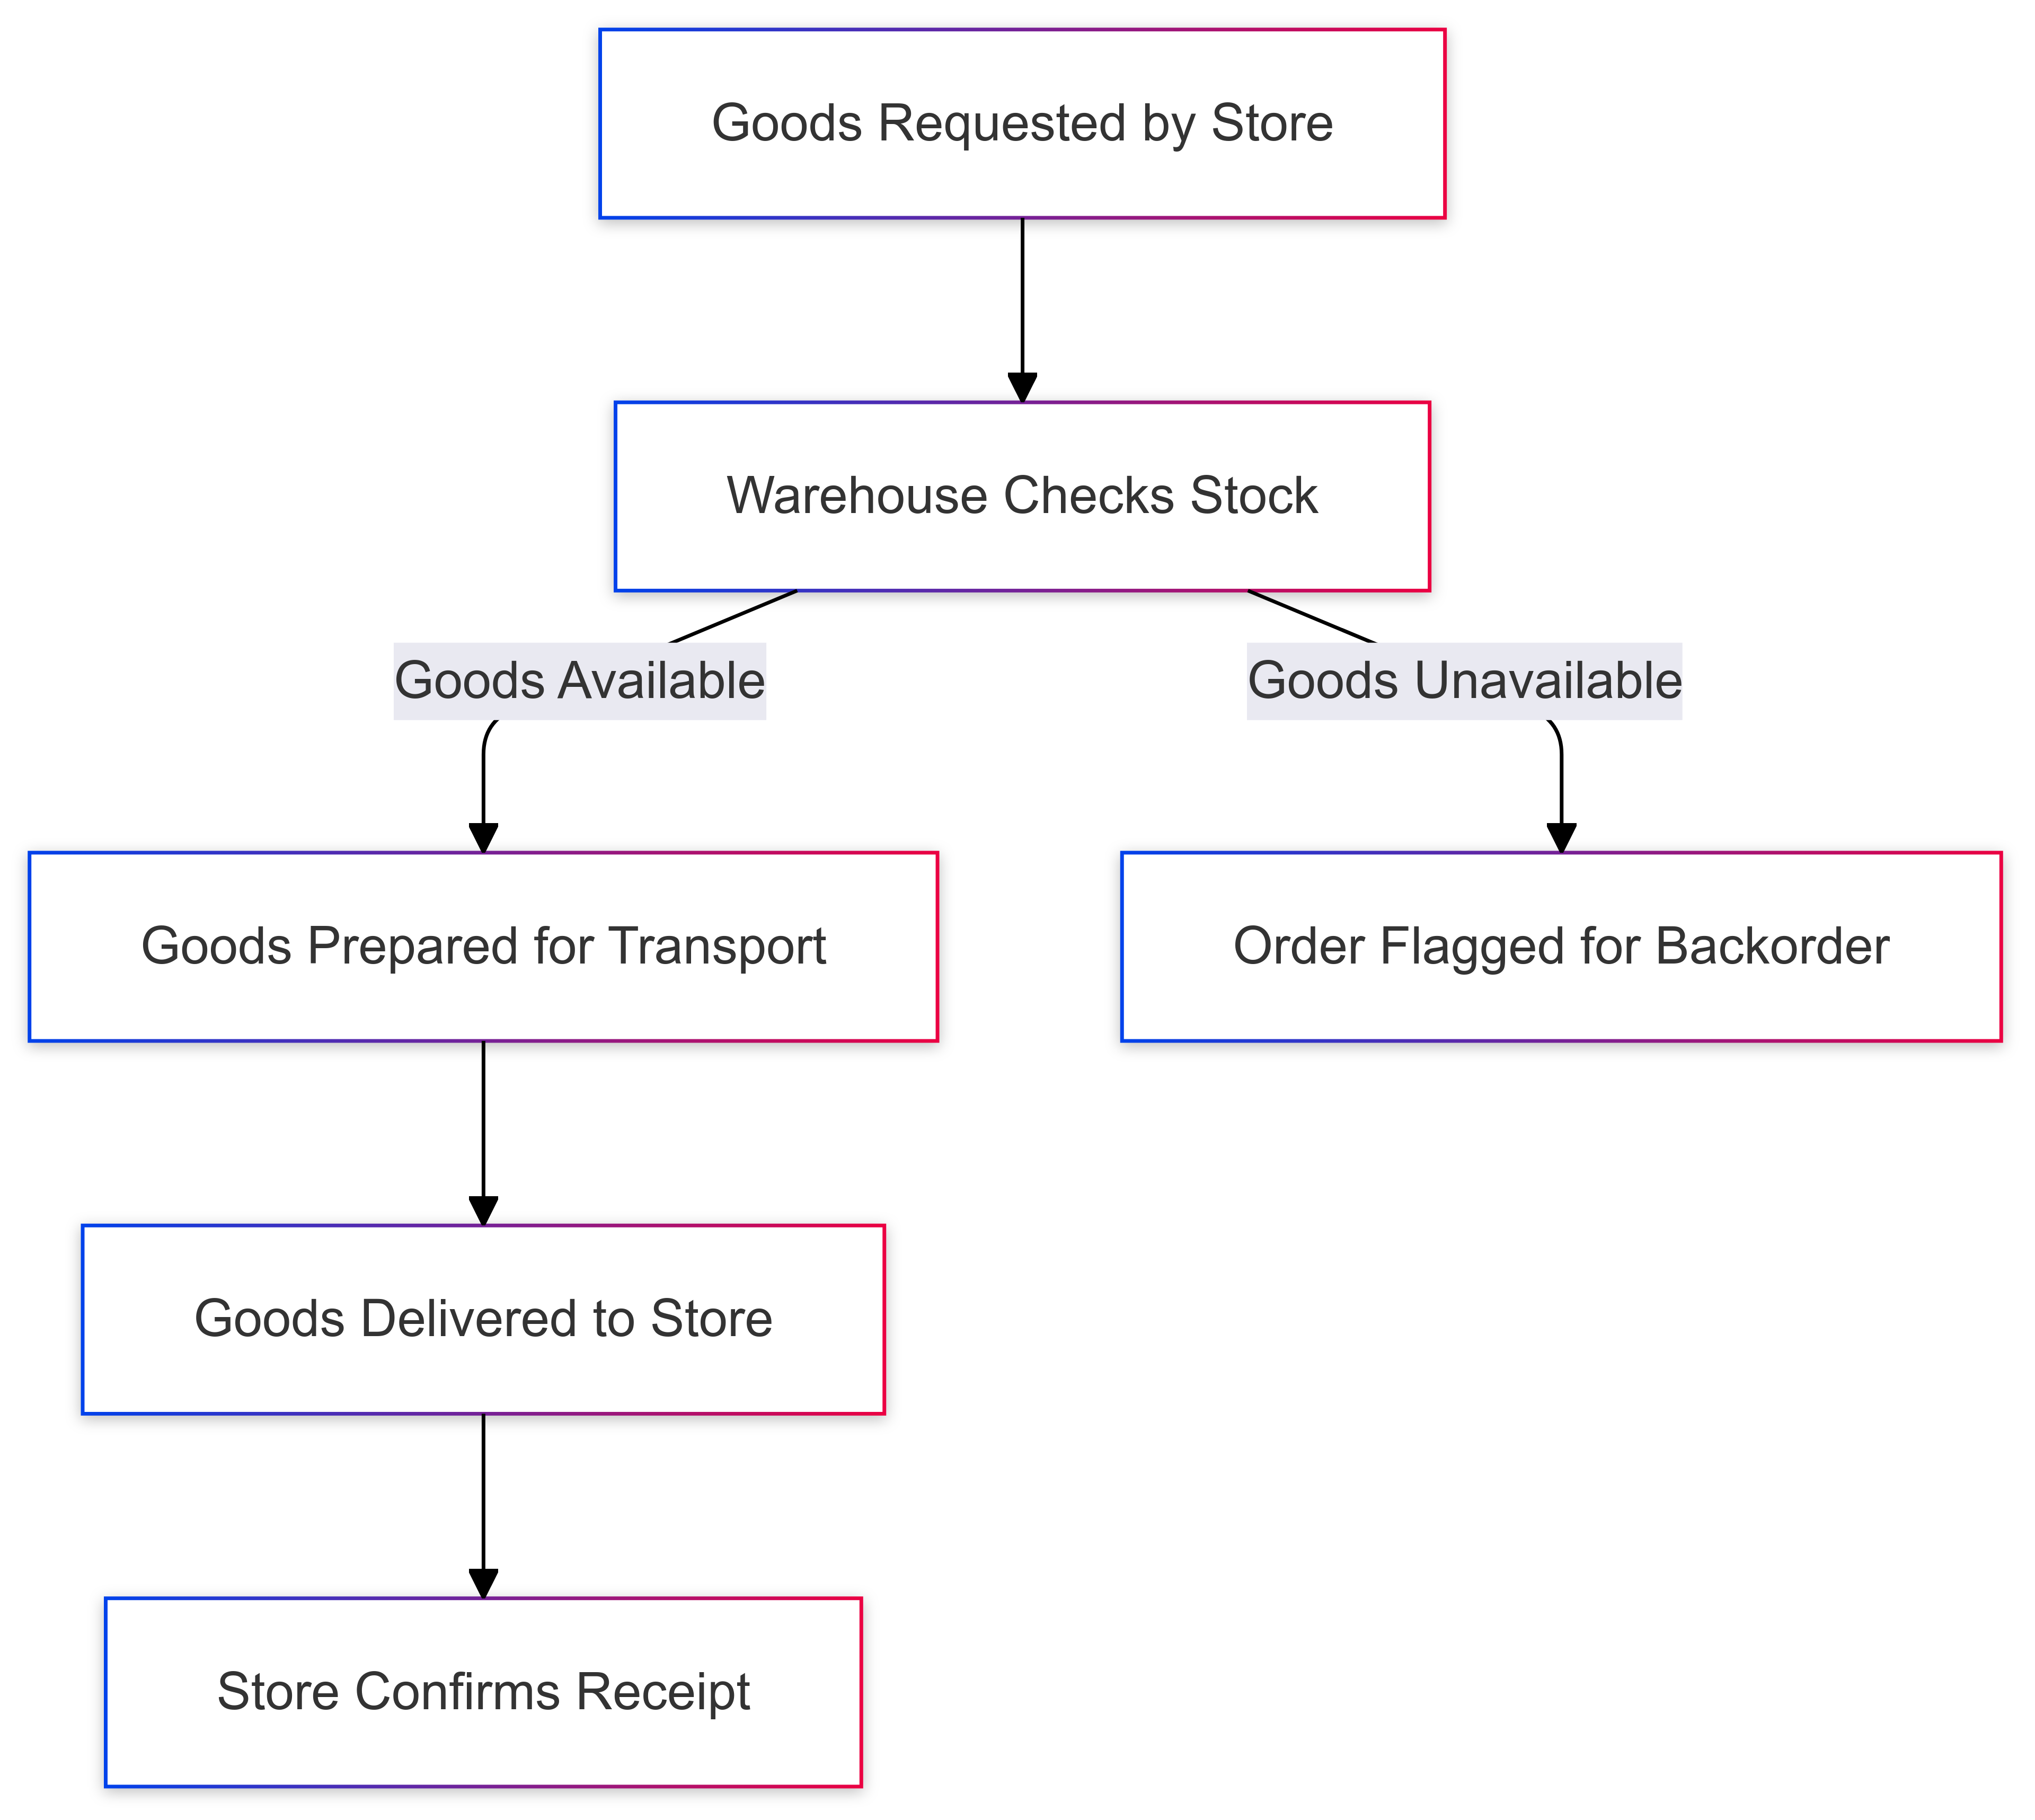 Goods Requested by Store
Warehouse Checks Stock
Goods Available
Goods Unavailable
Goods Prepared for Transport
Order Flagged for Backorder
Goods Delivered to Store
Store Confirms Receipt